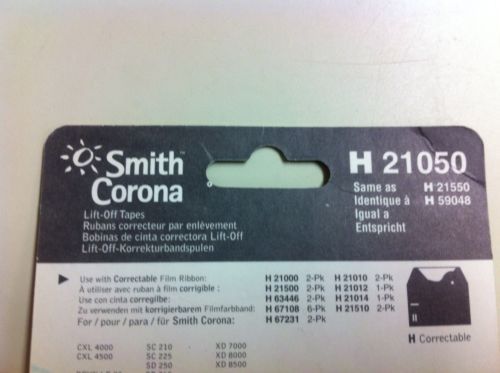 Smith Corona™
H 21050
Same as H 21550
Identique à H 59048
Igual a
Entspricht
Lift-Off Tapes
Rubans correcteur par enlèvement
Bobinas de cinta correctora Lift-Off
Lift-Off-Korrekturbandspulen
Use with Correctable Film Ribbon: H 21000 2-Pk H 21010 2-Pk
À utiliser avec ruban à film corrigible : H 21500 2-Pk H 21012 1-Pk
Use con cinta corregilbe: H 63446 2-Pk H 21014 1-Pk
Zu verwenden mit korrigierbarem Filmfarbband: H 67108 6-Pk H 21510 2-Pk
For / pour / para / für Smith Corona: H 67231 2-Pk
H Correctable
CXL 4000 SC 210 XD 7000
CXL 4500 SC 225 XD 8000
SD 250 XD 8500